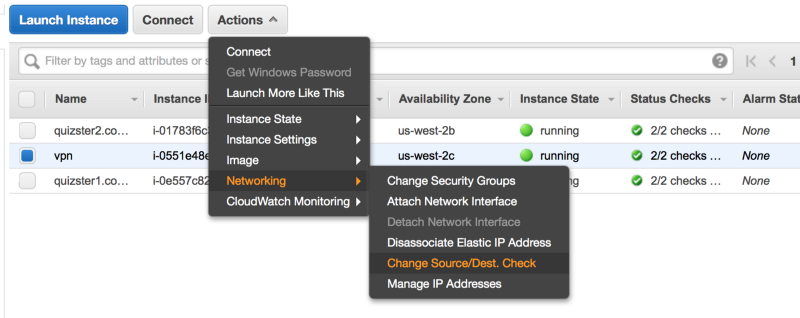 Launch Instance Connect Actions
Filter by tags and attributes or s ? 1
Name Instance I Availability Zone Instance State Status Checks Alarm Stat
quizster2.co… i-01783f6c us-west-2b running 2/2 checks … None
vpn i-0551e48e us-west-2c running 2/2 checks … None
quizster1.co… i-0e557c82 running 2/2 checks … None
Connect
Get Windows Password
Launch More Like This
Instance State
Instance Settings
Image
Networking
CloudWatch Monitoring
Change Security Groups
Attach Network Interface
Detach Network Interface
Disassociate Elastic IP Address
Change Source/Dest. Check
Manage IP Addresses